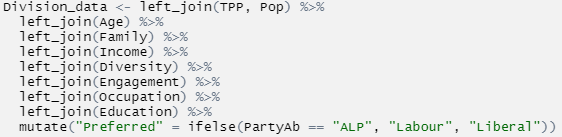 Division_data <- left_join(TPP, Pop) %>%
  left_join(Age) %>%
  left_join(Family) %>%
  left_join(Income) %>%
  left_join(Diversity) %>%
  left_join(Engagement) %>%
  left_join(Occupation) %>%
  left_join(Education) %>%
  mutate("Preferred" = ifelse(PartyAb == "ALP", "Labour", "Liberal"))